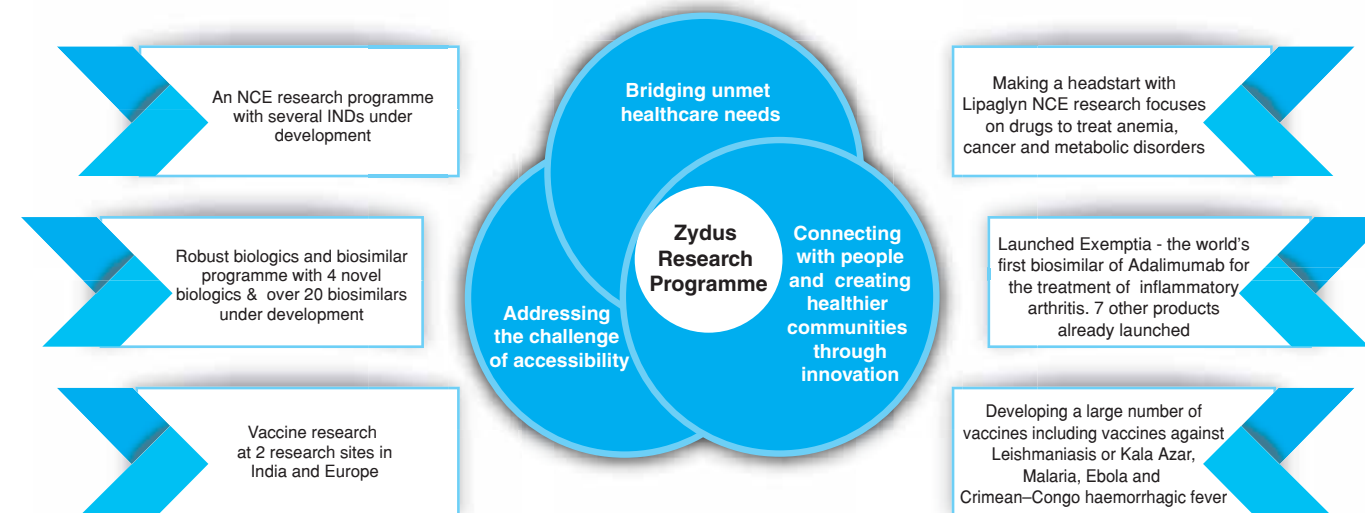 An NCE research programme
with several INDs under
development
Robust biologics and biosimilar
programme with 4 novel
biologics & over 20 biosimilars
under development
Vaccine research
at 2 research sites in
India and Europe
Bridging unmet
healthcare needs
Zydus
Research
Programme
Addressing
the challenge
of accessibility
Connecting
with people
and creating
healthier
communities
through
innovation
Making a headstart with
Lipaglyn NCE research focuses
on drugs to treat anemia,
cancer and metabolic disorders
Launched Exemptia - the world's
first biosimilar of Adalimumab for
the treatment of inflammatory
arthritis. 7 other products
already launched
Developing a large number of
vaccines including vaccines against
Leishmaniasis or Kala Azar,
Malaria, Ebola and
Crimean–Congo haemorrhagic fever